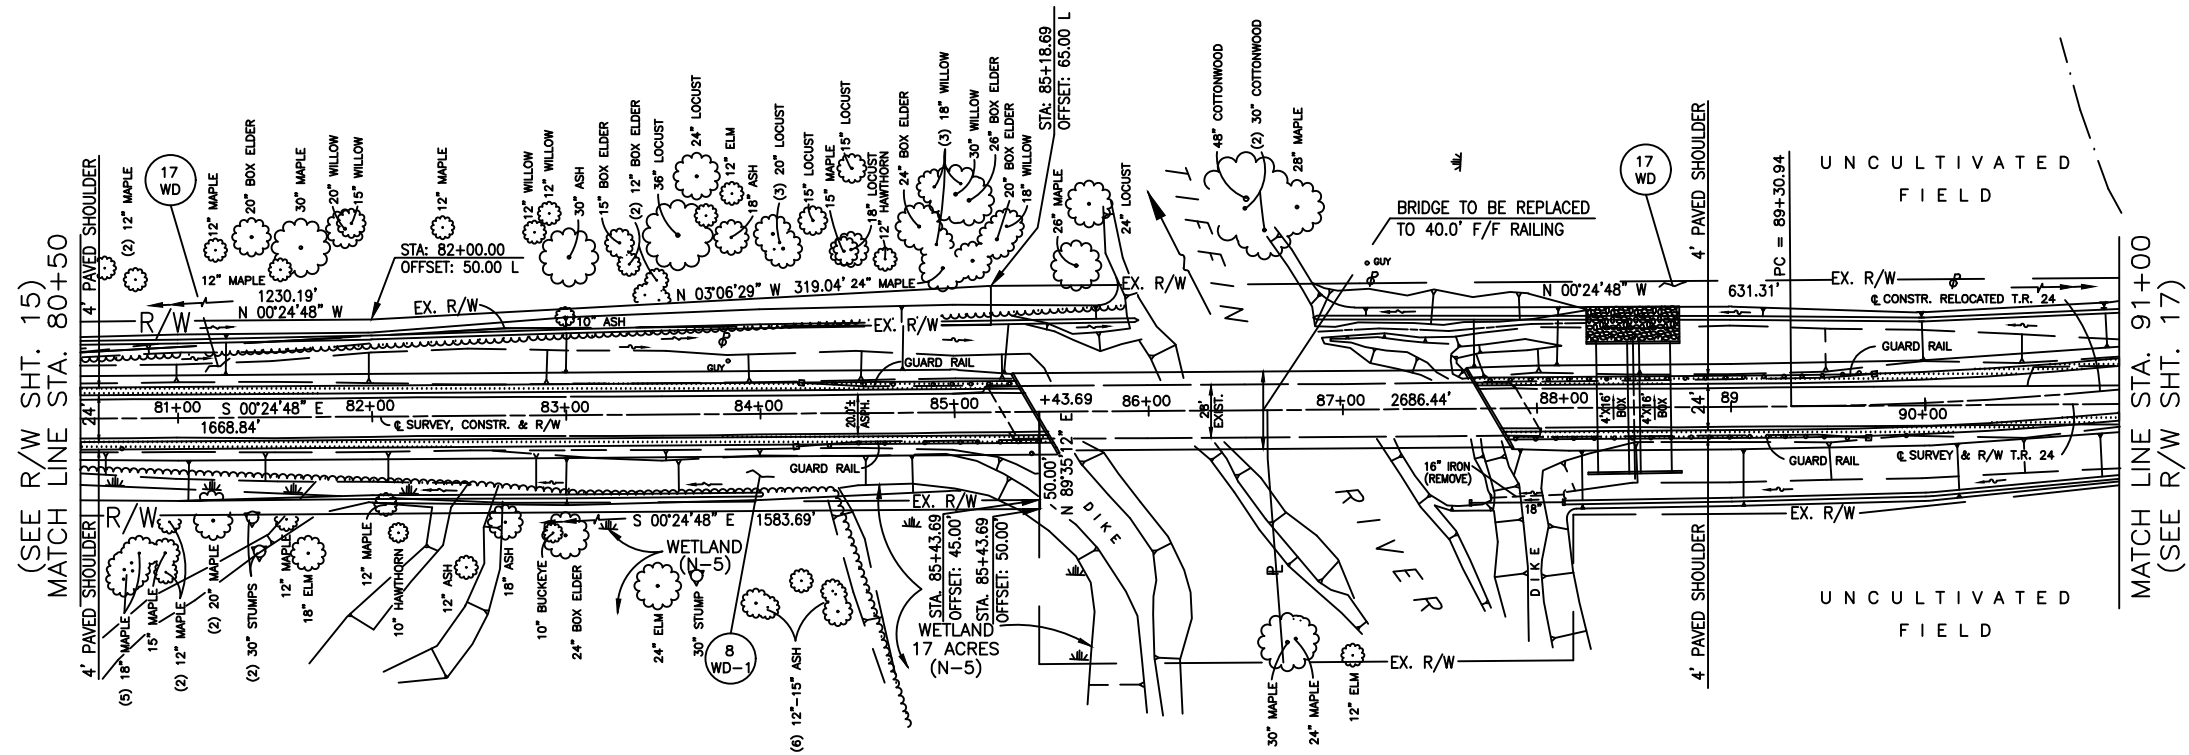 (SEE R/W SHT. 15)
MATCH LINE STA. 80+50
4' PAVED SHOULDER
24'
4' PAVED SHOULDER
(2) 12" MAPLE
17
WD
12" MAPLE
20" BOX ELDER
30" MAPLE
20" WILLOW
15" WILLOW
12" MAPLE
12" MAPLE
STA: 82+00.00
OFFSET: 50.00 L
12" WILLOW
12" WILLOW
30" ASH
15" BOX ELDER
(2) 12" BOX ELDER
36" LOCUST
24" LOCUST
12" ELM
18" ASH
(3) 20" LOCUST
15" LOCUST
15" MAPLE
15" LOCUST
18" LOCUST
12" HAWTHORN
24" BOX ELDER
(3) 18" WILLOW
30" WILLOW
26" BOX ELDER
20" BOX ELDER
18" WILLOW
STA: 85+18.69
OFFSET: 65.00 L
26" MAPLE
24" LOCUST
TIFFIN
48" COTTONWOOD
(2) 30" COTTONWOOD
28" MAPLE
BRIDGE TO BE REPLACED
TO 40.0' F/F RAILING
GUY
17
WD
4' PAVED SHOULDER
PC = 89+30.94
UNCULTIVATED
FIELD
1230.19'
N 00°24'48" W
R/W
EX. R/W
10" ASH
N 03°06'29" W 319.04'
24" MAPLE
EX. R/W
EX. R/W
N 00°24'48" W
631.31'
EX. R/W
℄ CONSTR. RELOCATED T.R. 24
GUY
GUARD RAIL
GUARD RAIL
81+00
S 00°24'48" E
1668.84'
82+00
℄ SURVEY, CONSTR. & R/W
83+00
84+00
20.0'±
ASPH.
85+00
+43.69
86+00
28'
EXIST.
87+00
2686.44'
88+00
4'X16'
BOX
4'X16'
BOX
24'
89
90+00
GUARD RAIL
GUARD RAIL
℄ SURVEY & R/W T.R. 24
16" IRON
(REMOVE)
18"
R/W
EX. R/W
EX. R/W
S 00°24'48" E 1583.69'
50.00'
N 89°35'12" E
WETLAND
(N-5)
STA. 85+43.69
OFFSET: 45.00'
STA. 85+43.69
OFFSET: 50.00'
DIKE
RIVER
DIKE
4' PAVED SHOULDER
UNCULTIVATED
FIELD
(5) 18" MAPLE
15" MAPLE
(2) 12" MAPLE
(2) 20" MAPLE
(2) 30" STUMPS
12" MAPLE
18" ELM
12" MAPLE
10" HAWTHORN
12" ASH
18" ASH
10" BUCKEYE
24" BOX ELDER
24" ELM
30" STUMP
8
WD-1
(6) 12"-15" ASH
WETLAND
17 ACRES
(N-5)
PL
30" MAPLE
24" MAPLE
12" ELM
EX. R/W
MATCH LINE STA. 91+00
(SEE R/W SHT. 17)